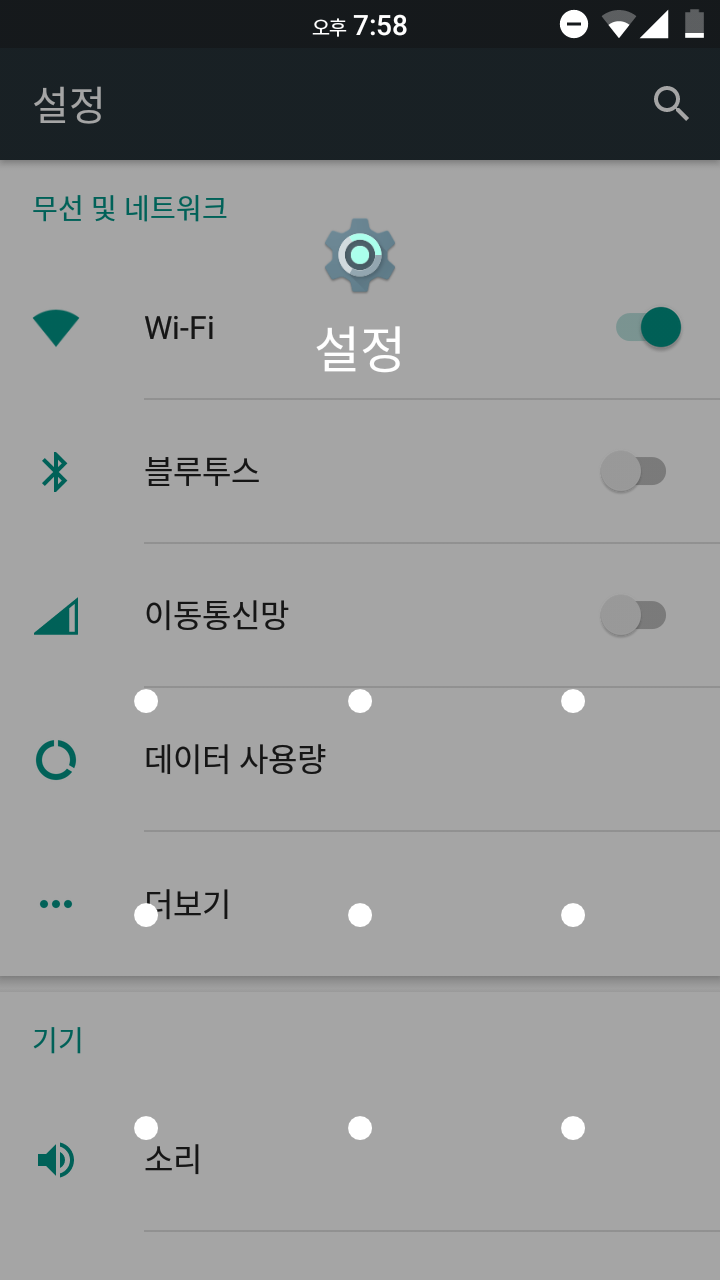 오후 7:58
설정
무선 및 네트워크
설정
Wi-Fi
블루투스
이동통신망
데이터 사용량
더보기
기기
소리